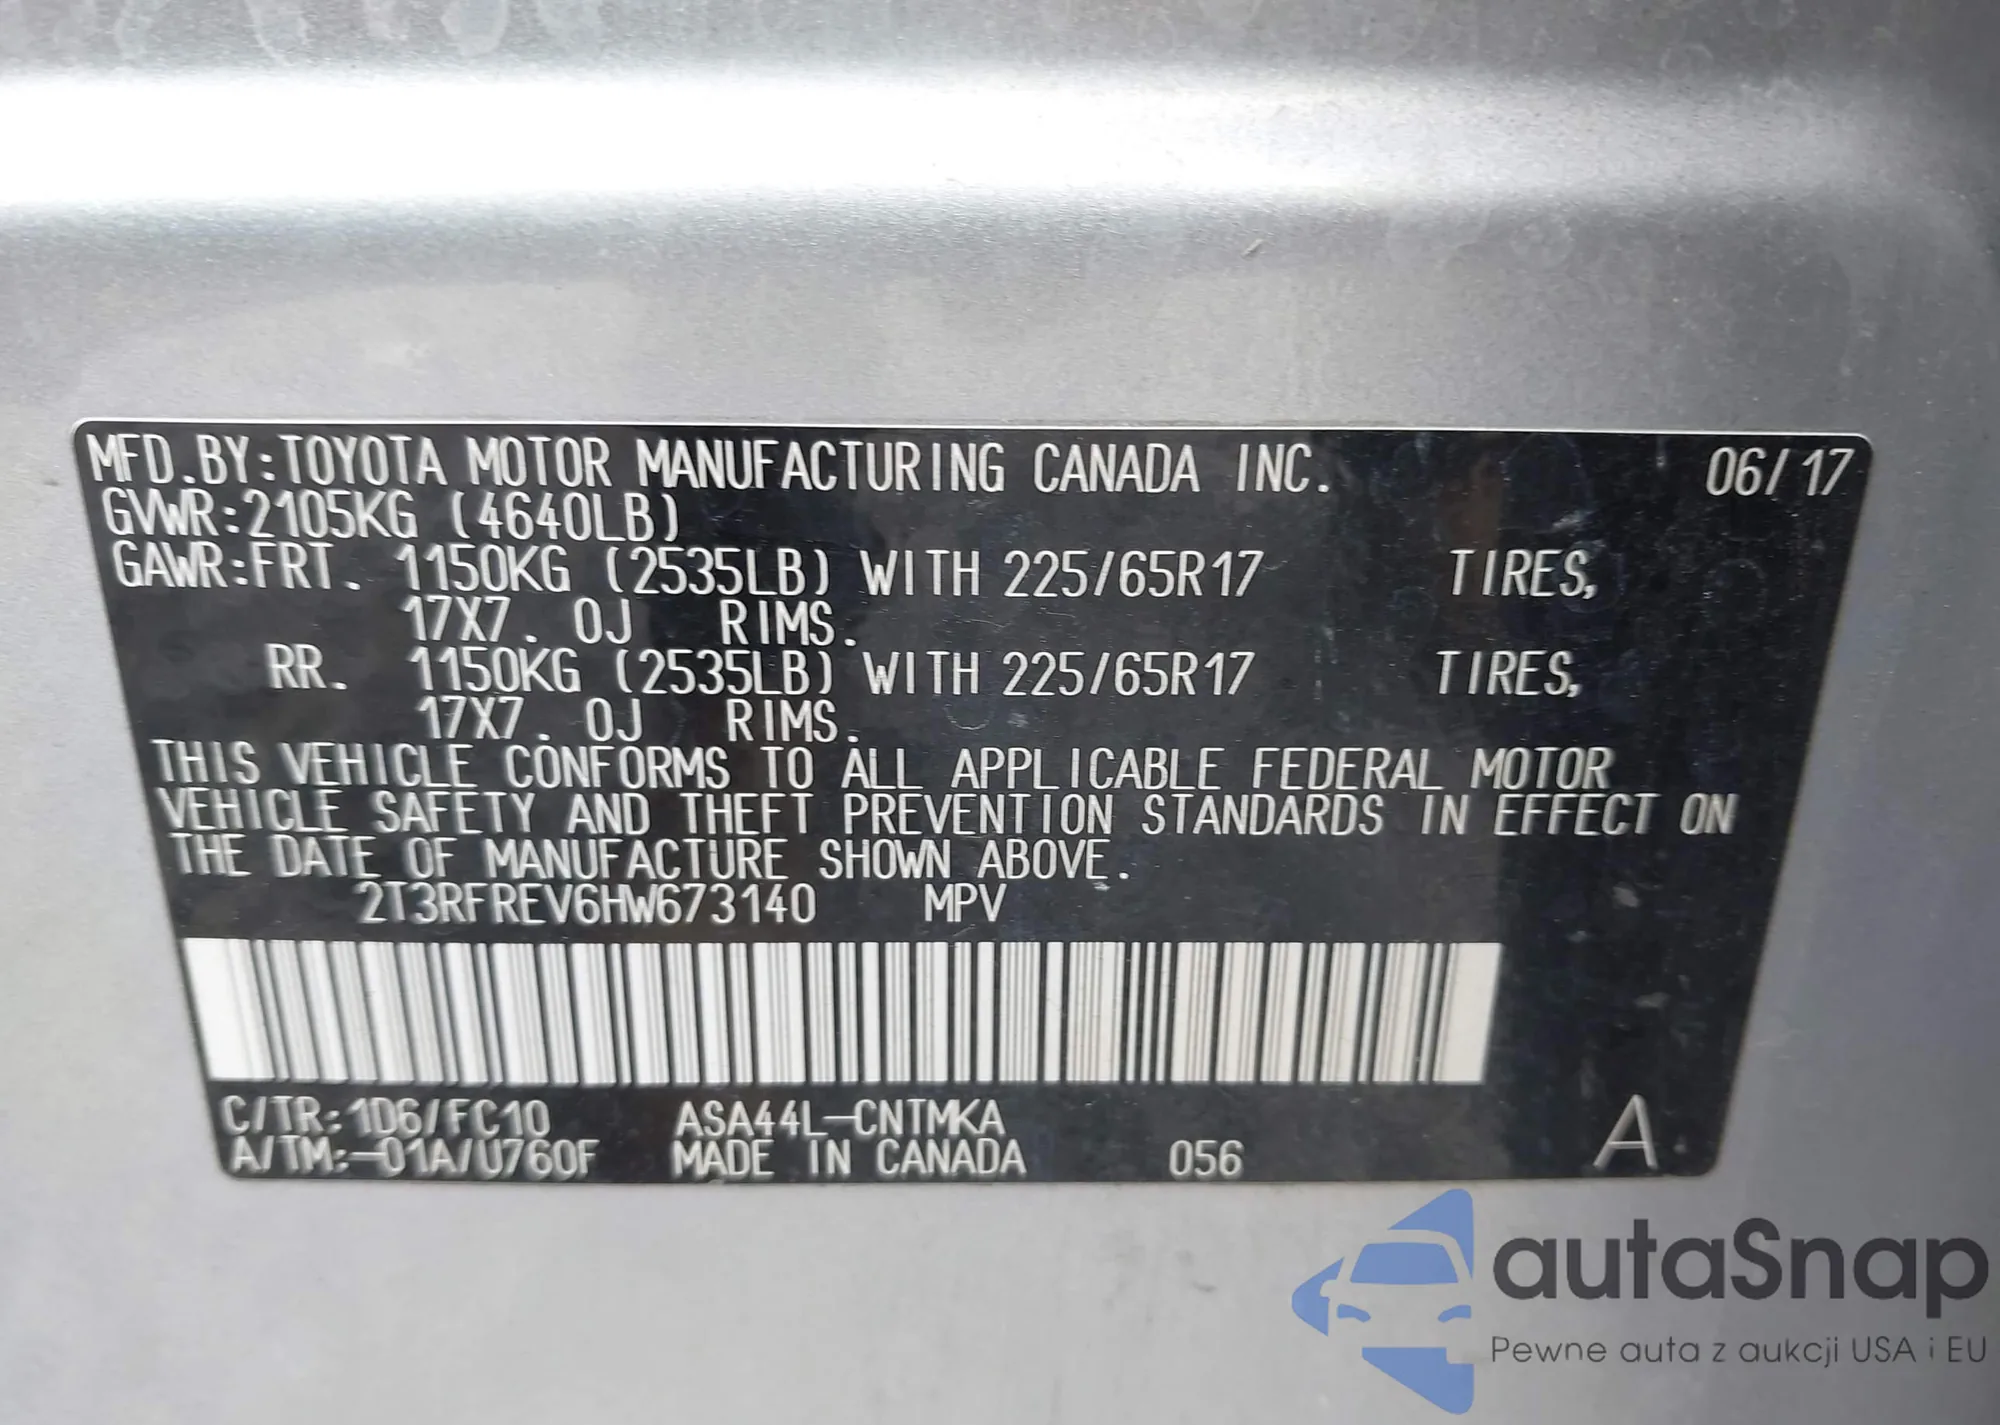 MFD.BY:TOYOTA MOTOR MANUFACTURING CANADA INC. 06/17
GVWR:2105KG (4640LB)
GAWR:FRT. 1150KG (2535LB) WITH 225/65R17 TIRES,
17X7. 0J RIMS.
RR. 1150KG (2535LB) WITH 225/65R17 TIRES,
17X7. 0J RIMS.
THIS VEHICLE CONFORMS TO ALL APPLICABLE FEDERAL MOTOR
VEHICLE SAFETY AND THEFT PREVENTION STANDARDS IN EFFECT ON
THE DATE OF MANUFACTURE SHOWN ABOVE.
2T3RFREV6HW673140 MPV
C/TR:1D6/FC10 ASA44L-CNTMKA
A/TM:-01A/U760F MADE IN CANADA 056 A
autaSnap
Pewne auta z aukcji USA i EU